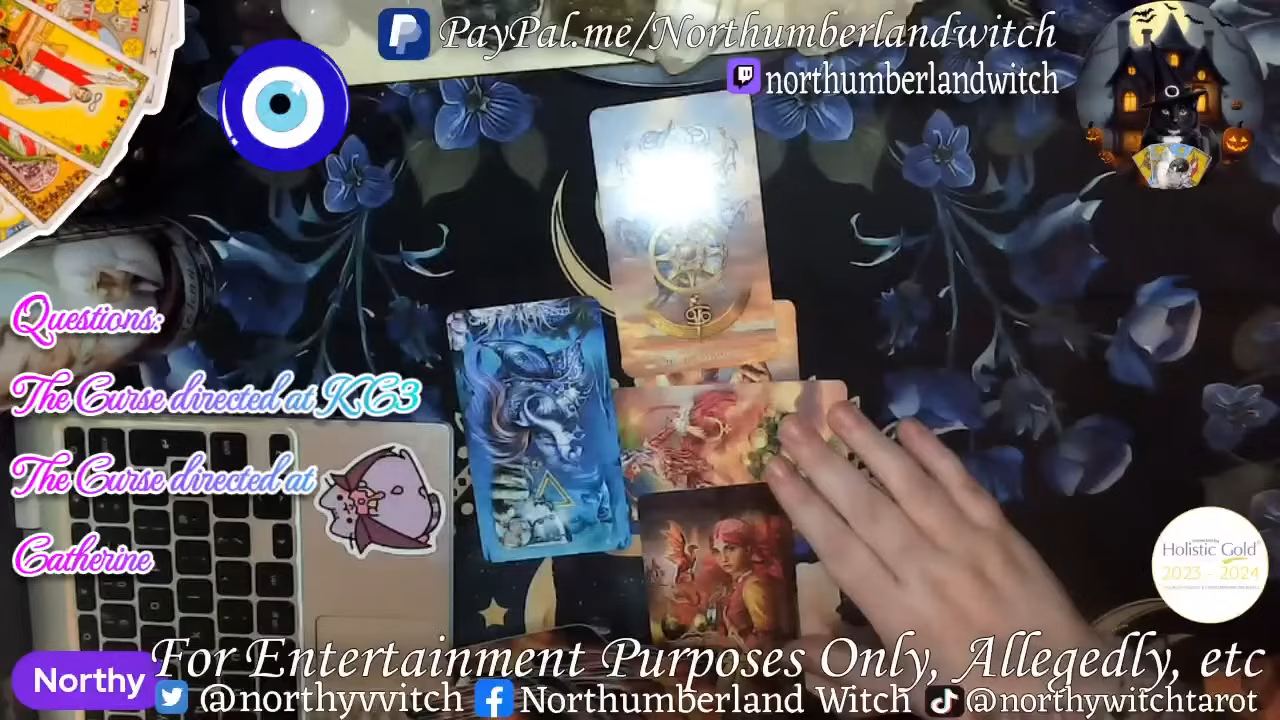 PayPal.me/Northumberlandwitch
northumberlandwitch
Questions:
The Curse directed at KC3
The Curse directed at
Catherine
Holistic Gold
2023 - 2024
For Entertainment Purposes Only, Allegedly, etc
Northy
@northyvvitch Northumberland Witch @northywitchtarot